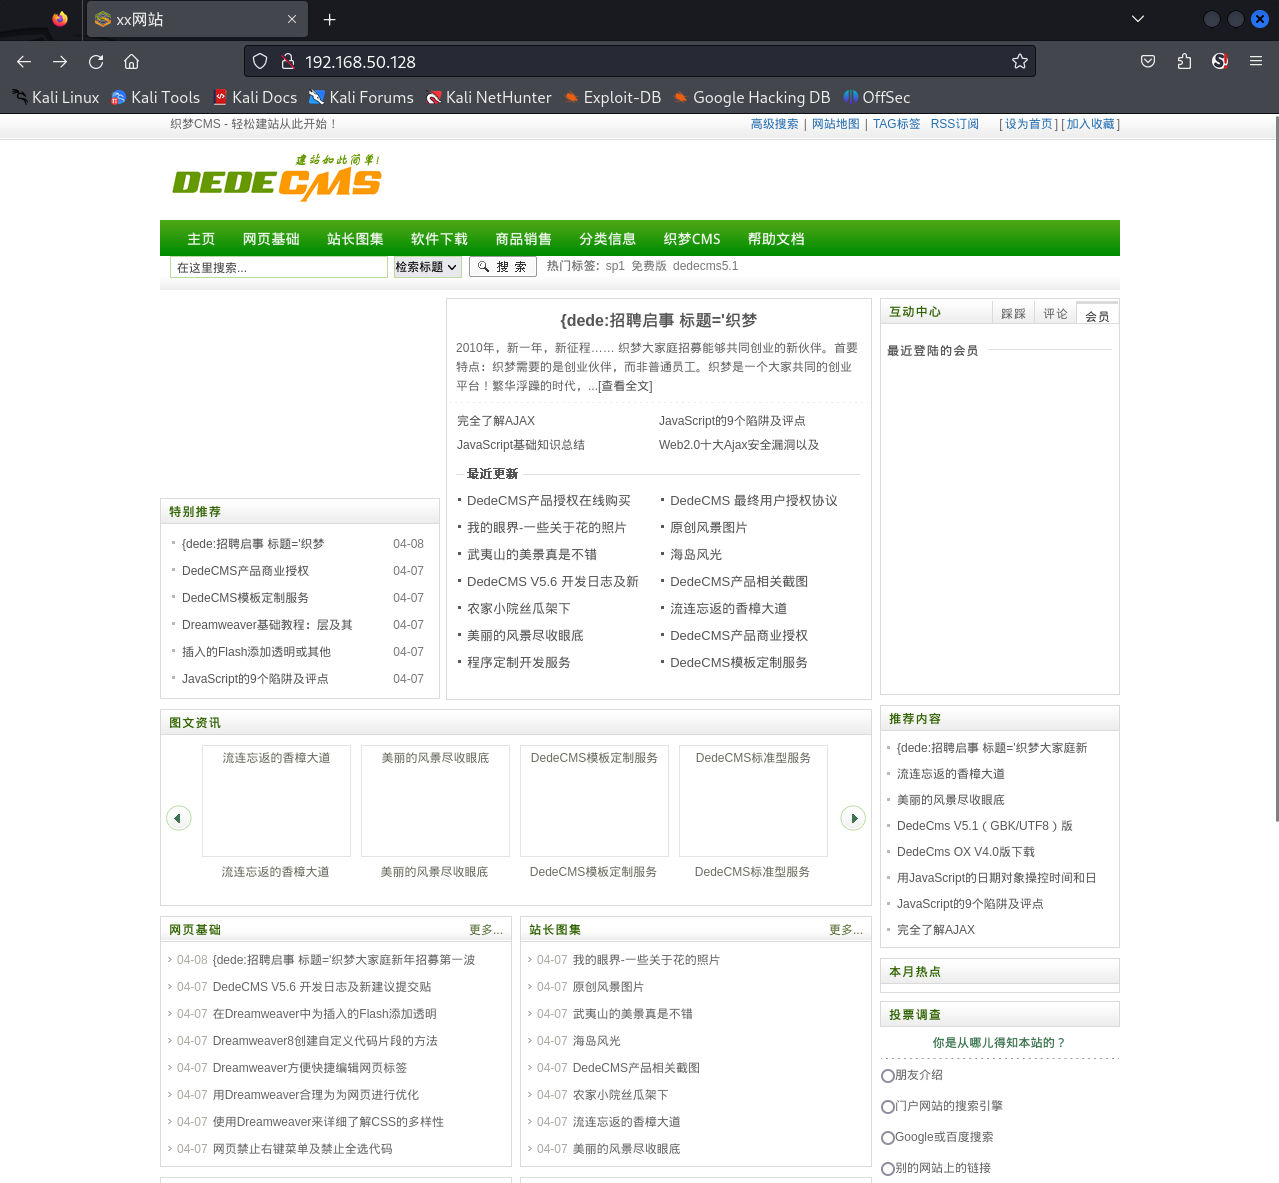 xx网站
192.168.50.128
Kali Linux Kali Tools Kali Docs Kali Forums Kali NetHunter Exploit-DB Google Hacking DB OffSec
织梦CMS - 轻松建站从此开始！
高级搜索 | 网站地图 | TAG标签 RSS订阅 [设为首页] [加入收藏]
建站如此简单!
DEDECMS
主页 网页基础 站长图集 软件下载 商品销售 分类信息 织梦CMS 帮助文档
在这里搜索... 检索标题 搜 索 热门标签: sp1 免费版 dedecms5.1
{dede:招聘启事 标题='织梦
2010年，新一年，新征程…… 织梦大家庭招募能够共同创业的新伙伴。首要
特点：织梦需要的是创业伙伴，而非普通员工。织梦是一个大家共同的创业
平台！繁华浮躁的时代，...[查看全文]
完全了解AJAX JavaScript的9个陷阱及评点
JavaScript基础知识总结 Web2.0十大Ajax安全漏洞以及
最近更新
DedeCMS产品授权在线购买 DedeCMS 最终用户授权协议
我的眼界-一些关于花的照片 原创风景图片
武夷山的美景真是不错 海岛风光
DedeCMS V5.6 开发日志及新 DedeCMS产品相关截图
农家小院丝瓜架下 流连忘返的香樟大道
美丽的风景尽收眼底 DedeCMS产品商业授权
程序定制开发服务 DedeCMS模板定制服务
互动中心 踩踩 评论 会员
最近登陆的会员
特别推荐
{dede:招聘启事 标题='织梦 04-08
DedeCMS产品商业授权 04-07
DedeCMS模板定制服务 04-07
Dreamweaver基础教程：层及其 04-07
插入的Flash添加透明或其他 04-07
JavaScript的9个陷阱及评点 04-07
图文资讯
流连忘返的香樟大道 美丽的风景尽收眼底 DedeCMS模板定制服务 DedeCMS标准型服务
流连忘返的香樟大道 美丽的风景尽收眼底 DedeCMS模板定制服务 DedeCMS标准型服务
推荐内容
{dede:招聘启事 标题='织梦大家庭新
流连忘返的香樟大道
美丽的风景尽收眼底
DedeCms V5.1 ( GBK/UTF8 ) 版
DedeCms OX V4.0版下载
用JavaScript的日期对象操控时间和日
JavaScript的9个陷阱及评点
完全了解AJAX
网页基础 更多...
04-08 {dede:招聘启事 标题='织梦大家庭新年招募第一波
04-07 DedeCMS V5.6 开发日志及新建议提交贴
04-07 在Dreamweaver中为插入的Flash添加透明
04-07 Dreamweaver8创建自定义代码片段的方法
04-07 Dreamweaver方便快捷编辑网页标签
04-07 用Dreamweaver合理为为网页进行优化
04-07 使用Dreamweaver来详细了解CSS的多样性
04-07 网页禁止右键菜单及禁止全选代码
站长图集 更多...
04-07 我的眼界-一些关于花的照片
04-07 原创风景图片
04-07 武夷山的美景真是不错
04-07 海岛风光
04-07 DedeCMS产品相关截图
04-07 农家小院丝瓜架下
04-07 流连忘返的香樟大道
04-07 美丽的风景尽收眼底
本月热点
投票调查
你是从哪儿得知本站的？
朋友介绍
门户网站的搜索引擎
Google或百度搜索
别的网站上的链接